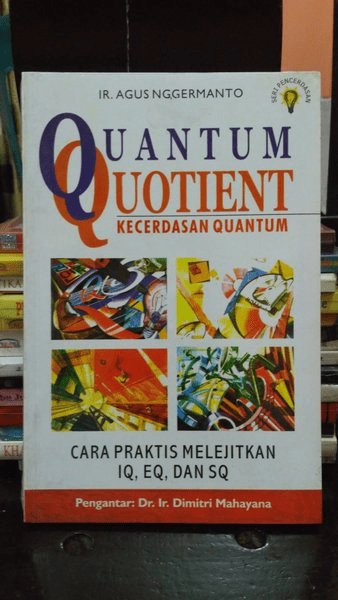 IR. AGUS NGGERMANTO
SERI PENCERDASAN
QUANTUM
QUOTIENT
KECERDASAN QUANTUM
CARA PRAKTIS MELEJITKAN
IQ, EQ, DAN SQ
Pengantar: Dr. Ir. Dimitri Mahayana